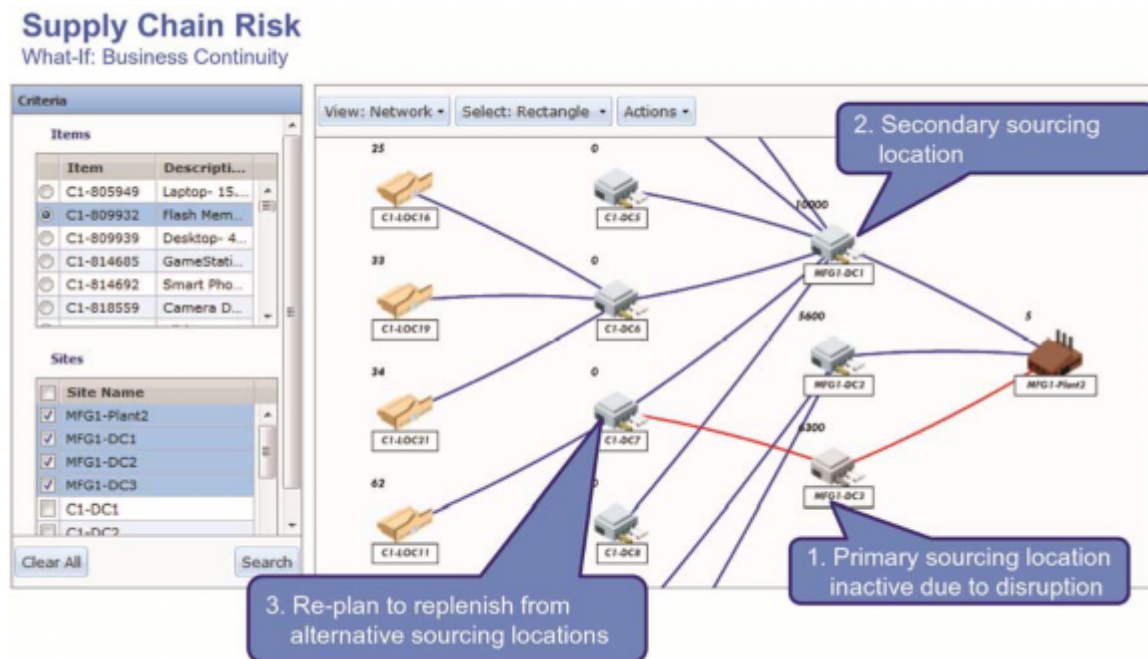 Supply Chain Risk
What-If: Business Continuity
Criteria
Items
Item Descripti...
C1-805949 Laptop- 15....
C1-809932 Flash Mem...
C1-809939 Desktop- 4...
C1-814685 GameStati...
C1-814692 Smart Pho...
C1-818559 Camera D...
Sites
Site Name
MFG1-Plant2
MFG1-DC1
MFG1-DC2
MFG1-DC3
C1-DC1
C1-DC2
Clear All Search
View: Network Select: Rectangle Actions
2. Secondary sourcing
location
25 0
C1-LOC16 C1-DC5
10000
MFG1-DC1
33 0
C1-LOC19 C1-DC6
5600 5
MFG1-DC2 MFG1-Plant2
34 0
C1-LOC21 C1-DC7
6300
MFG1-DC3
62
C1-LOC11 C1-DC8
1. Primary sourcing location
inactive due to disruption
3. Re-plan to replenish from
alternative sourcing locations